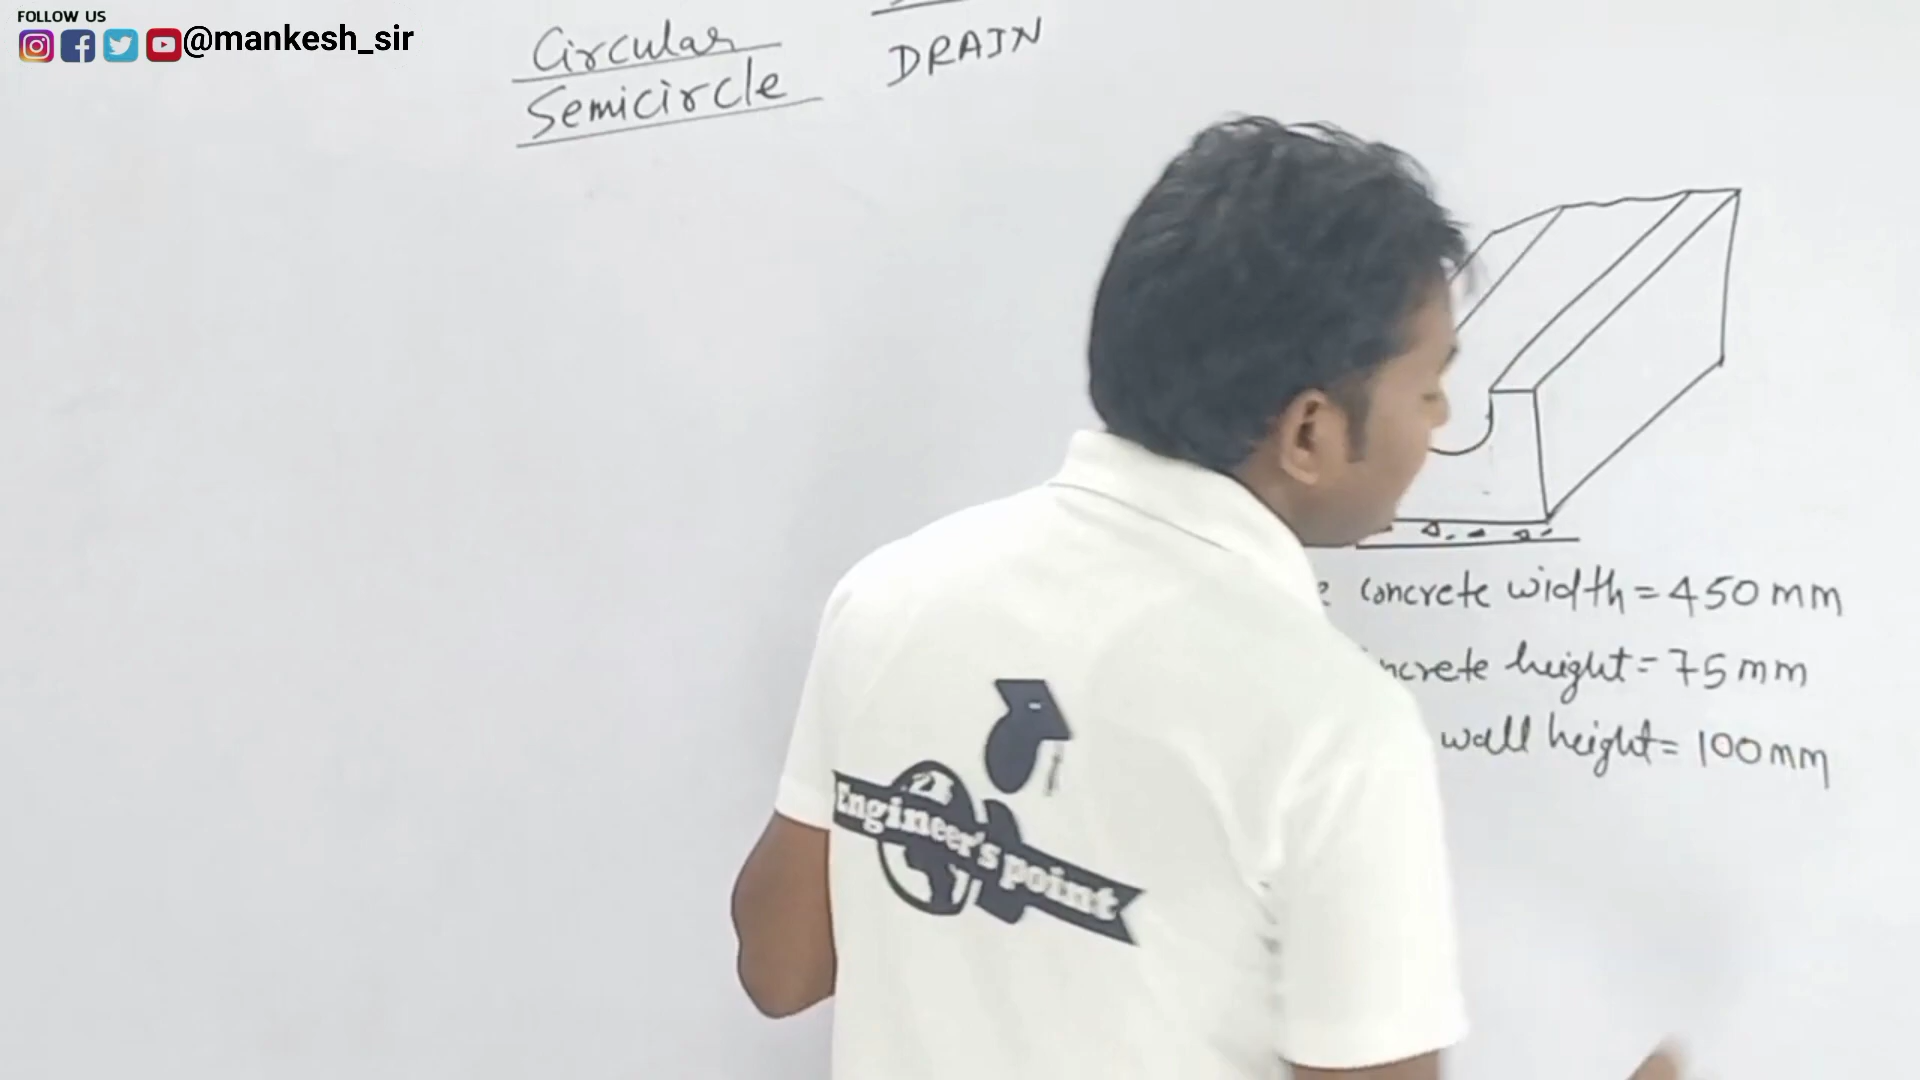 FOLLOW US
@mankesh_sir
Circular
Semicircle
DRAIN
concrete width = 450 mm
height = 75 mm
wall height = 100 mm
Engineer's point